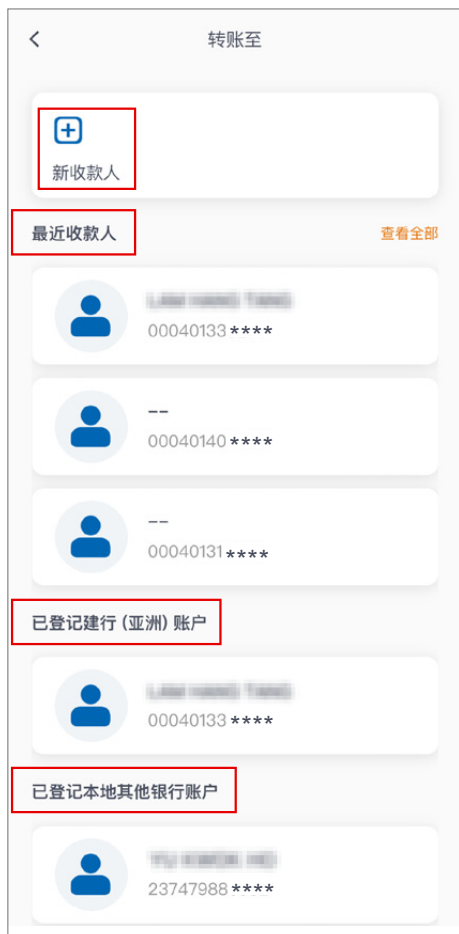 转账至
新收款人
最近收款人 查看全部
00040133 ****
--
00040140 ****
--
00040131 ****
已登记建行 (亚洲) 账户
00040133 ****
已登记本地其他银行账户
23747988 ****